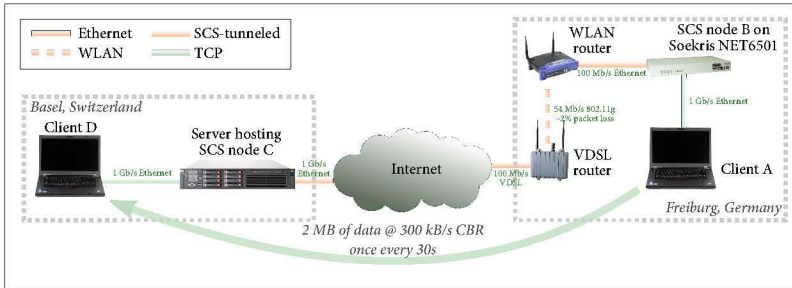 Ethernet
SCS-tunneled
WLAN
TCP
WLAN
router
SCS node B on
Soekris NET6501
100 Mb/s Ethernet
54 Mb/s 802.11g
~2% packet loss
1 Gb/s Ethernet
Basel, Switzerland
Client D
Server hosting
SCS node C
1 Gb/s Ethernet
1 Gb/s
Ethernet
Internet
100 Mb/s
VDSL
VDSL
router
Client A
Freiburg, Germany
2 MB of data @ 300 kB/s CBR
once every 30s